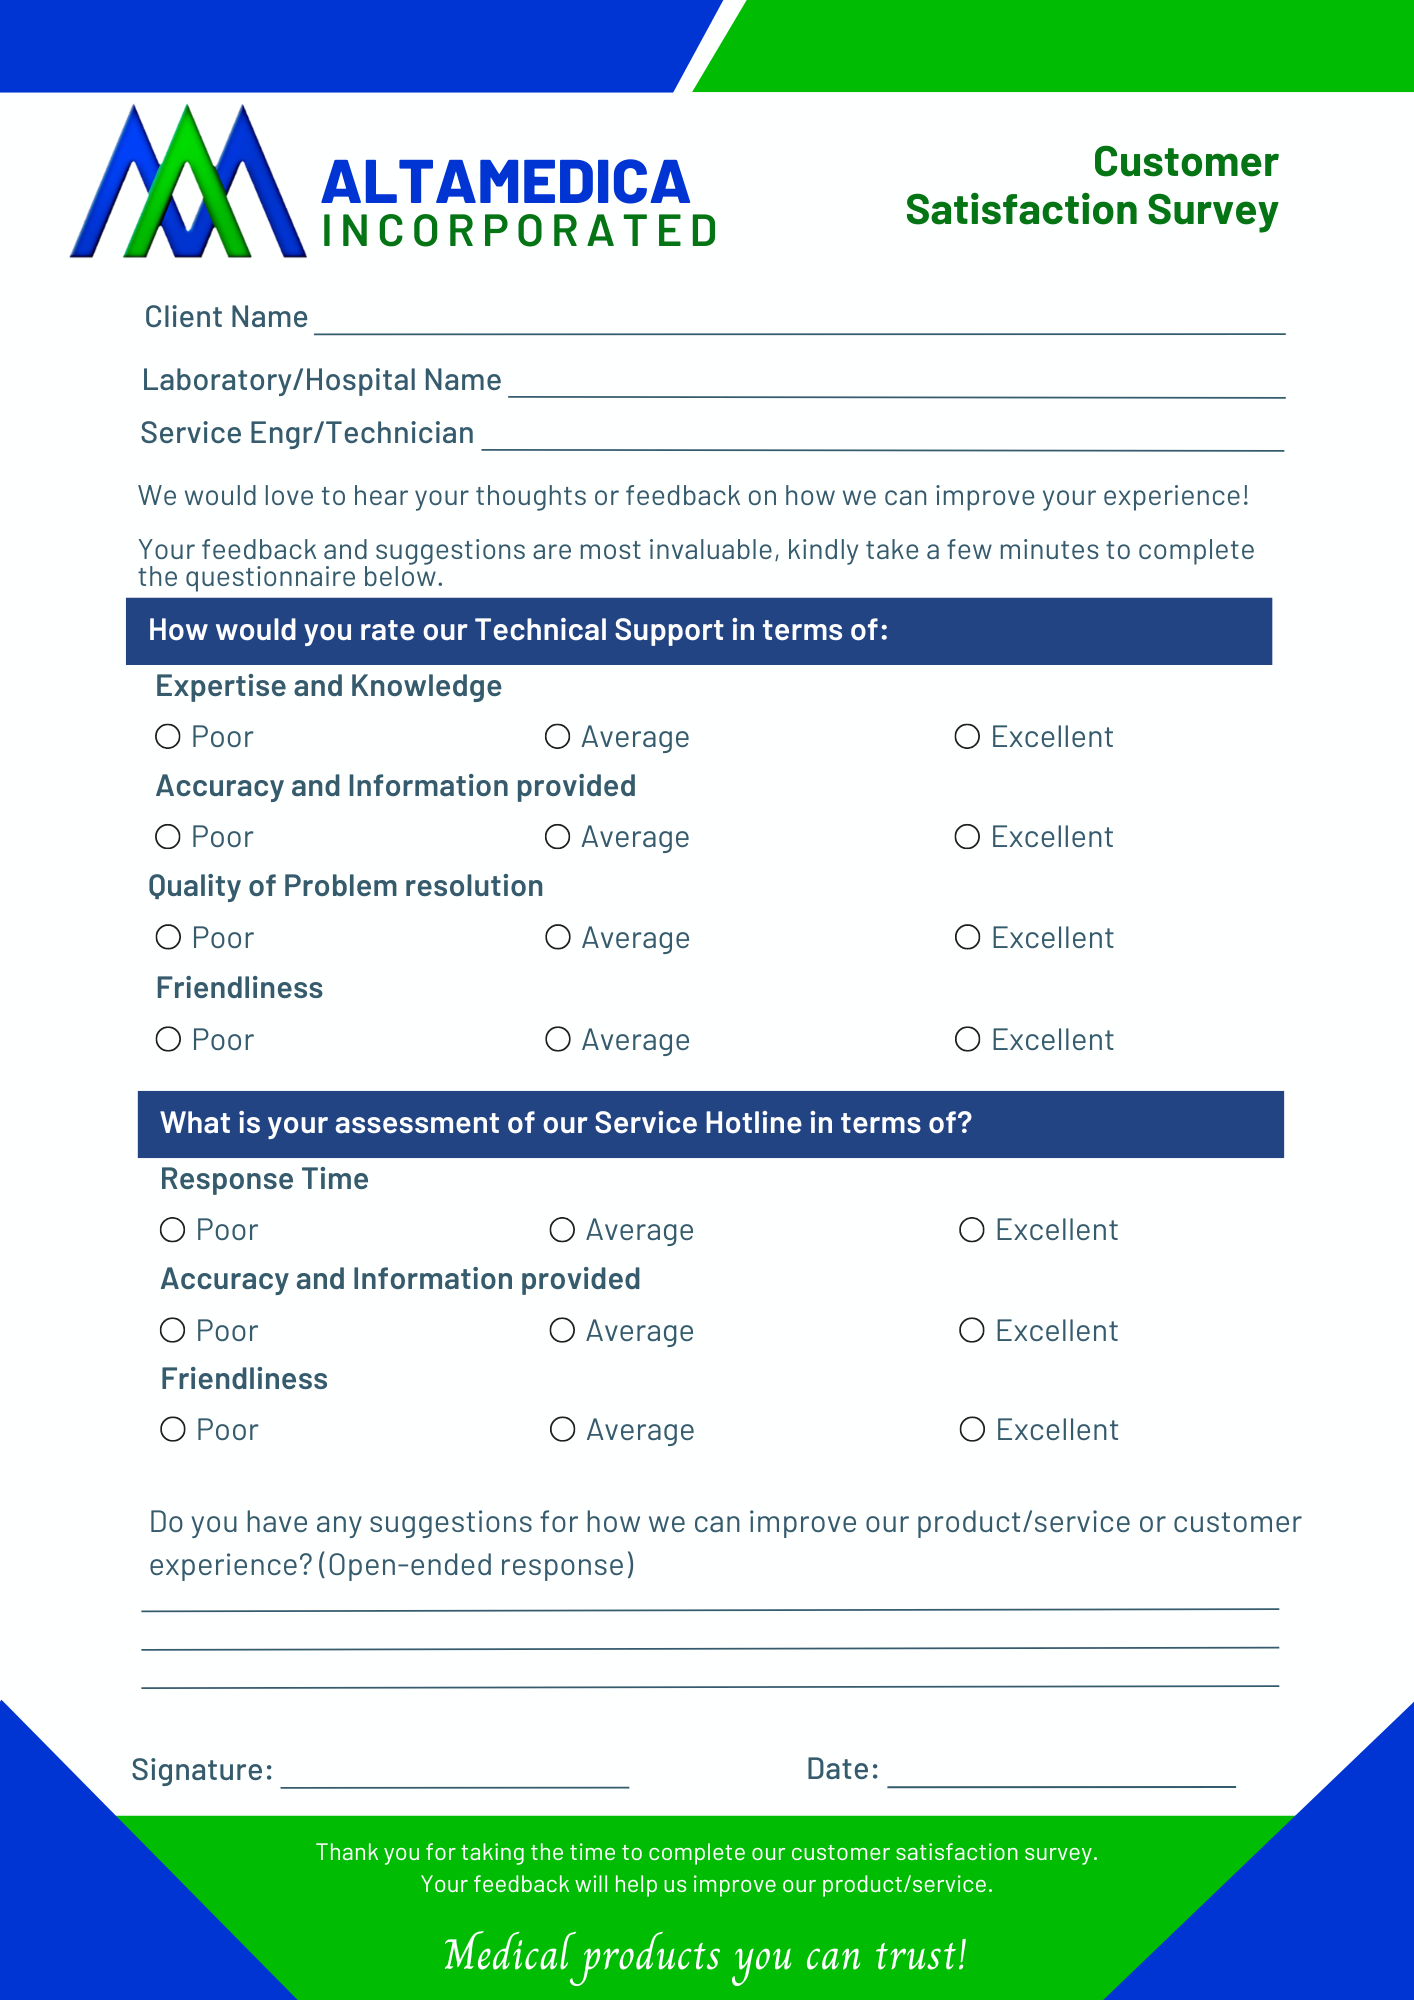 ALTAMEDICA
INCORPORATED
Customer
Satisfaction Survey
Client Name
Laboratory/Hospital Name
Service Engr/Technician
We would love to hear your thoughts or feedback on how we can improve your experience!
Your feedback and suggestions are most invaluable, kindly take a few minutes to complete
the questionnaire below.
How would you rate our Technical Support in terms of:
Expertise and Knowledge
Poor Average Excellent
Accuracy and Information provided
Poor Average Excellent
Quality of Problem resolution
Poor Average Excellent
Friendliness
Poor Average Excellent
What is your assessment of our Service Hotline in terms of?
Response Time
Poor Average Excellent
Accuracy and Information provided
Poor Average Excellent
Friendliness
Poor Average Excellent
Do you have any suggestions for how we can improve our product/service or customer
experience? (Open-ended response)
Signature: Date:
Thank you for taking the time to complete our customer satisfaction survey.
Your feedback will help us improve our product/service.
Medical products you can trust!